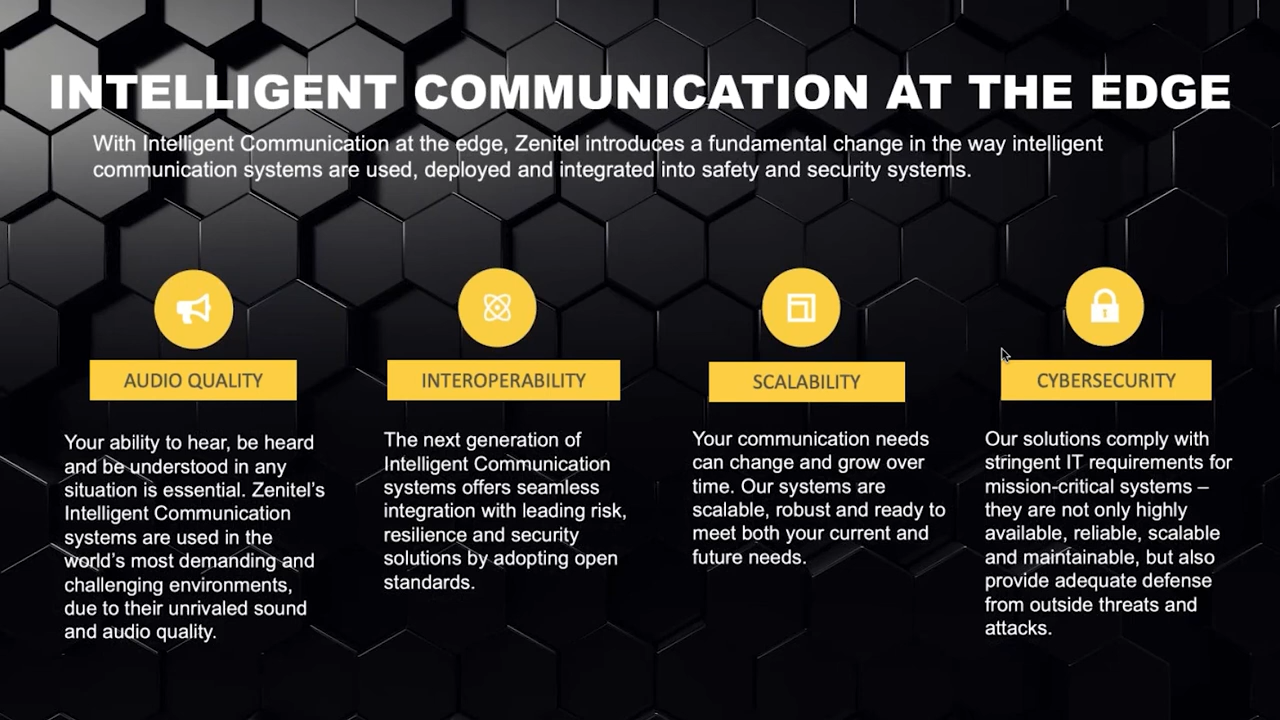 INTELLIGENT COMMUNICATION AT THE EDGE
With Intelligent Communication at the edge, Zenitel introduces a fundamental change in the way intelligent
communication systems are used, deployed and integrated into safety and security systems.
AUDIO QUALITY
Your ability to hear, be heard
and be understood in any
situation is essential. Zenitel’s
Intelligent Communication
systems are used in the
world’s most demanding and
challenging environments,
due to their unrivaled sound
and audio quality.
INTEROPERABILITY
The next generation of
Intelligent Communication
systems offers seamless
integration with leading risk,
resilience and security
solutions by adopting open
standards.
SCALABILITY
Your communication needs
can change and grow over
time. Our systems are
scalable, robust and ready to
meet both your current and
future needs.
CYBERSECURITY
Our solutions comply with
stringent IT requirements for
mission-critical systems –
they are not only highly
available, reliable, scalable
and maintainable, but also
provide adequate defense
from outside threats and
attacks.